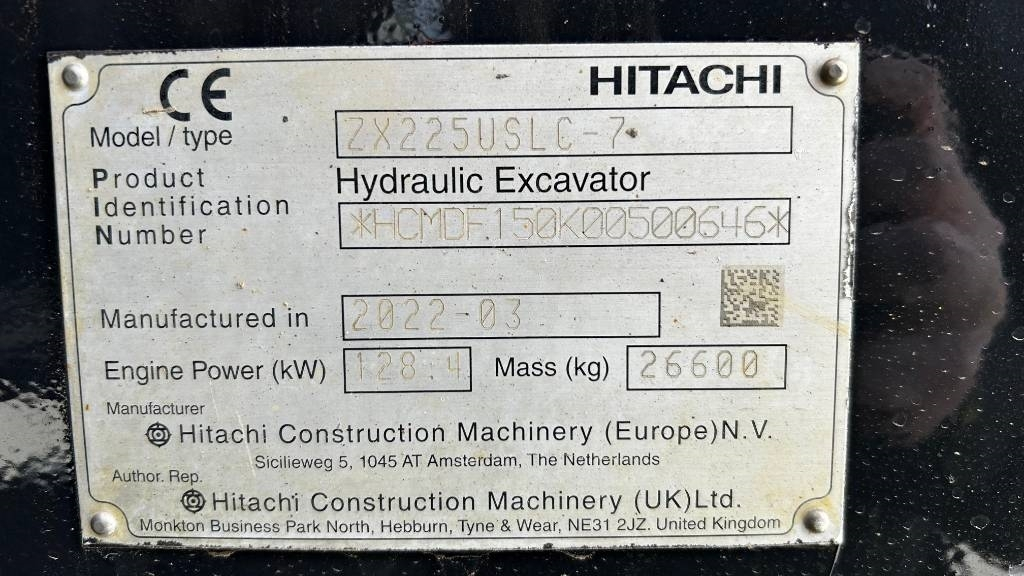 CE HITACHI
Model / type ZX225USLC-7
Product Hydraulic Excavator
Identification
Number *HCMDF150K00500646*
Manufactured in 2022-03
Engine Power (kW) 128.4 Mass (kg) 26600
Manufacturer
Hitachi Construction Machinery (Europe)N.V.
Sicilieweg 5, 1045 AT Amsterdam, The Netherlands
Author. Rep.
Hitachi Construction Machinery (UK)Ltd.
Monkton Business Park North, Hebburn, Tyne & Wear, NE31 2JZ. United Kingdom